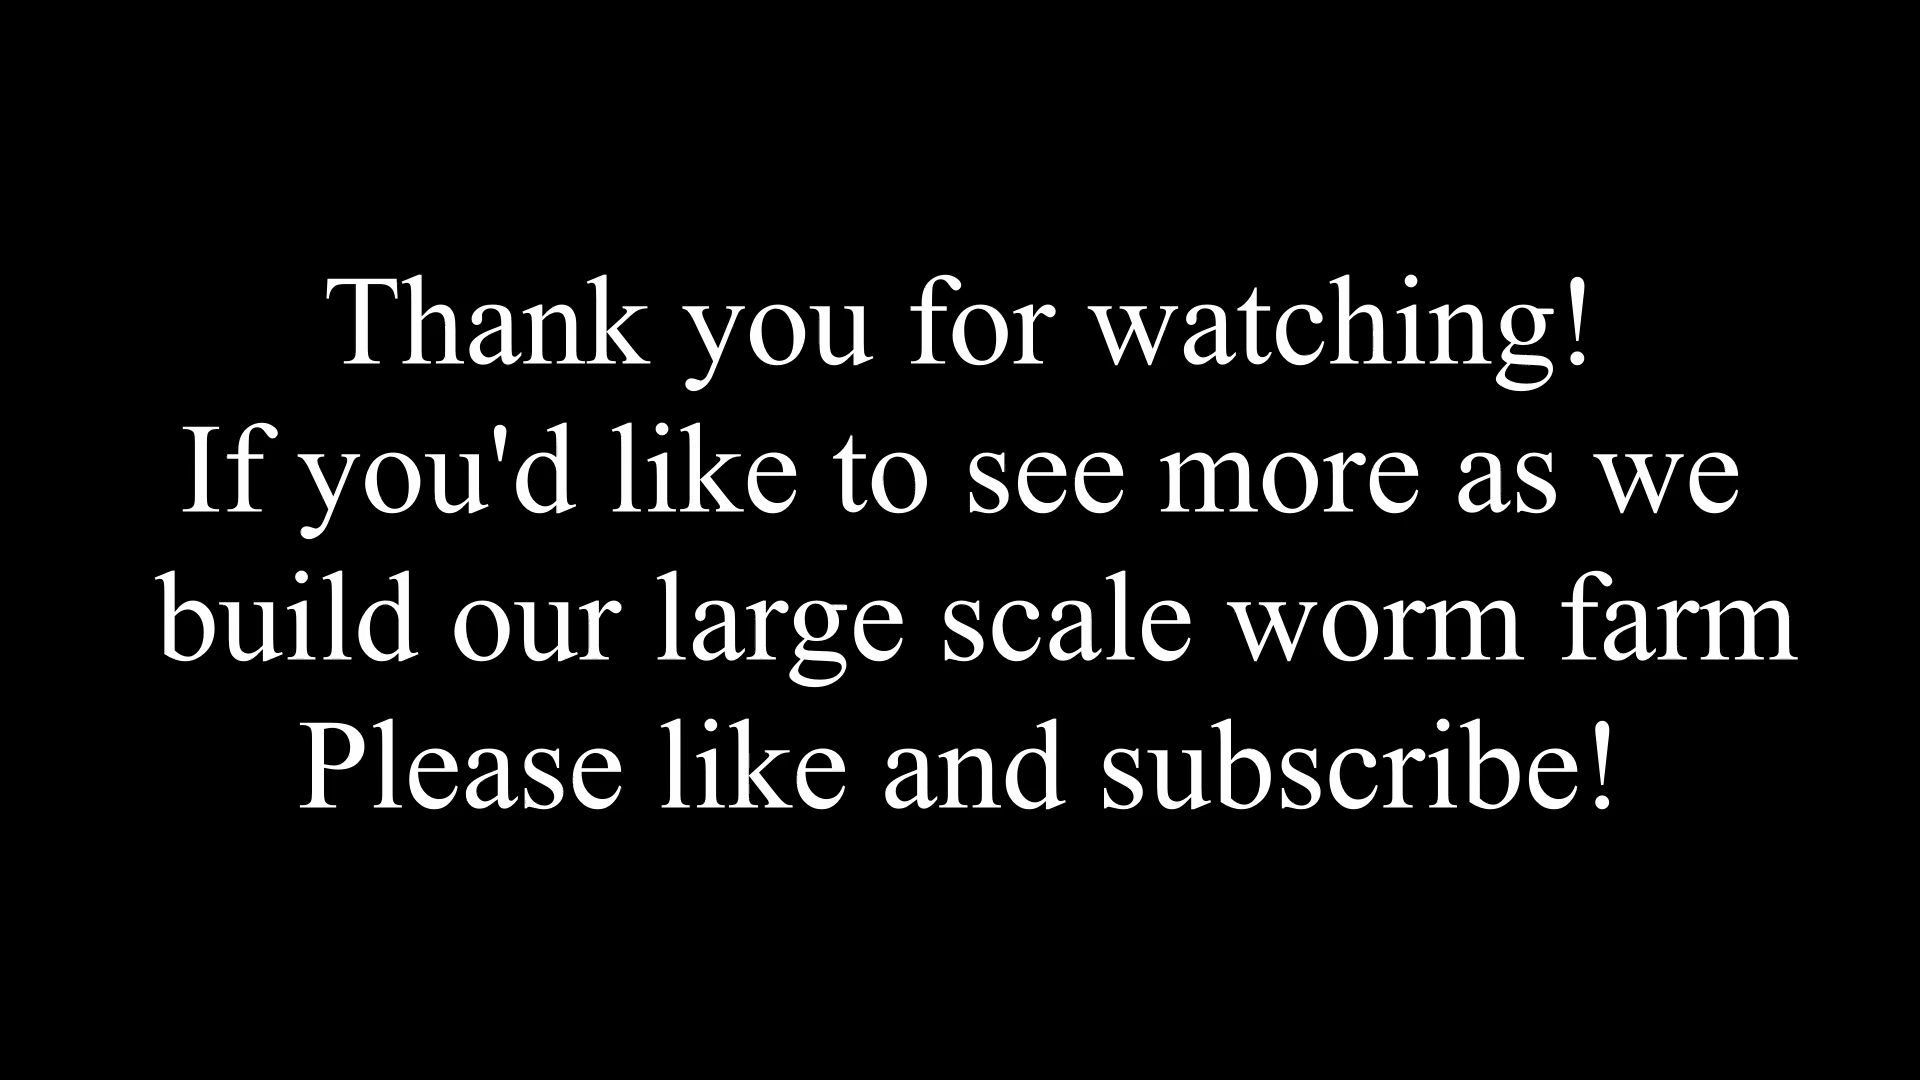 Thank you for watching!
If you'd like to see more as we
build our large scale worm farm
Please like and subscribe!